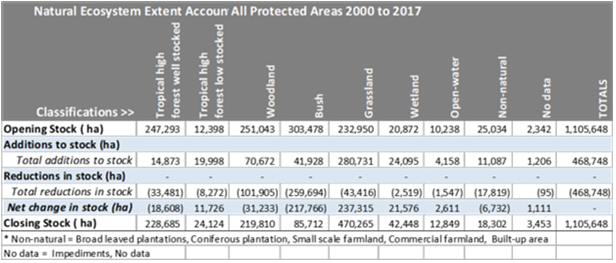 Natural Ecosystem Extent Accoun All Protected Areas 2000 to 2017
Classifications >> Tropical high forest well stocked Tropical high forest low stocked Woodland Bush Grassland Wetland Open-water Non-natural No data TOTALS
Opening Stock ( ha) 247,293 12,398 251,043 303,478 232,950 20,872 10,238 25,034 2,342 1,105,648
Additions to stock (ha)
Total additions to stock 14,873 19,998 70,672 41,928 280,731 24,095 4,158 11,087 1,206 468,748
Reductions in stock (ha) - - - - - - - - -
Total reductions in stock (33,481) (8,272) (101,905) (259,694) (43,416) (2,519) (1,547) (17,819) (95) (468,748)
Net change in stock (ha) (18,608) 11,726 (31,233) (217,766) 237,315 21,576 2,611 (6,732) 1,111 -
Closing Stock ( ha) 228,685 24,124 219,810 85,712 470,265 42,448 12,849 18,302 3,453 1,105,648
* Non-natural = Broad leaved plantations, Coniferous plantation, Small scale farmland, Commercial farmland, Built-up area
No data = Impediments, No data